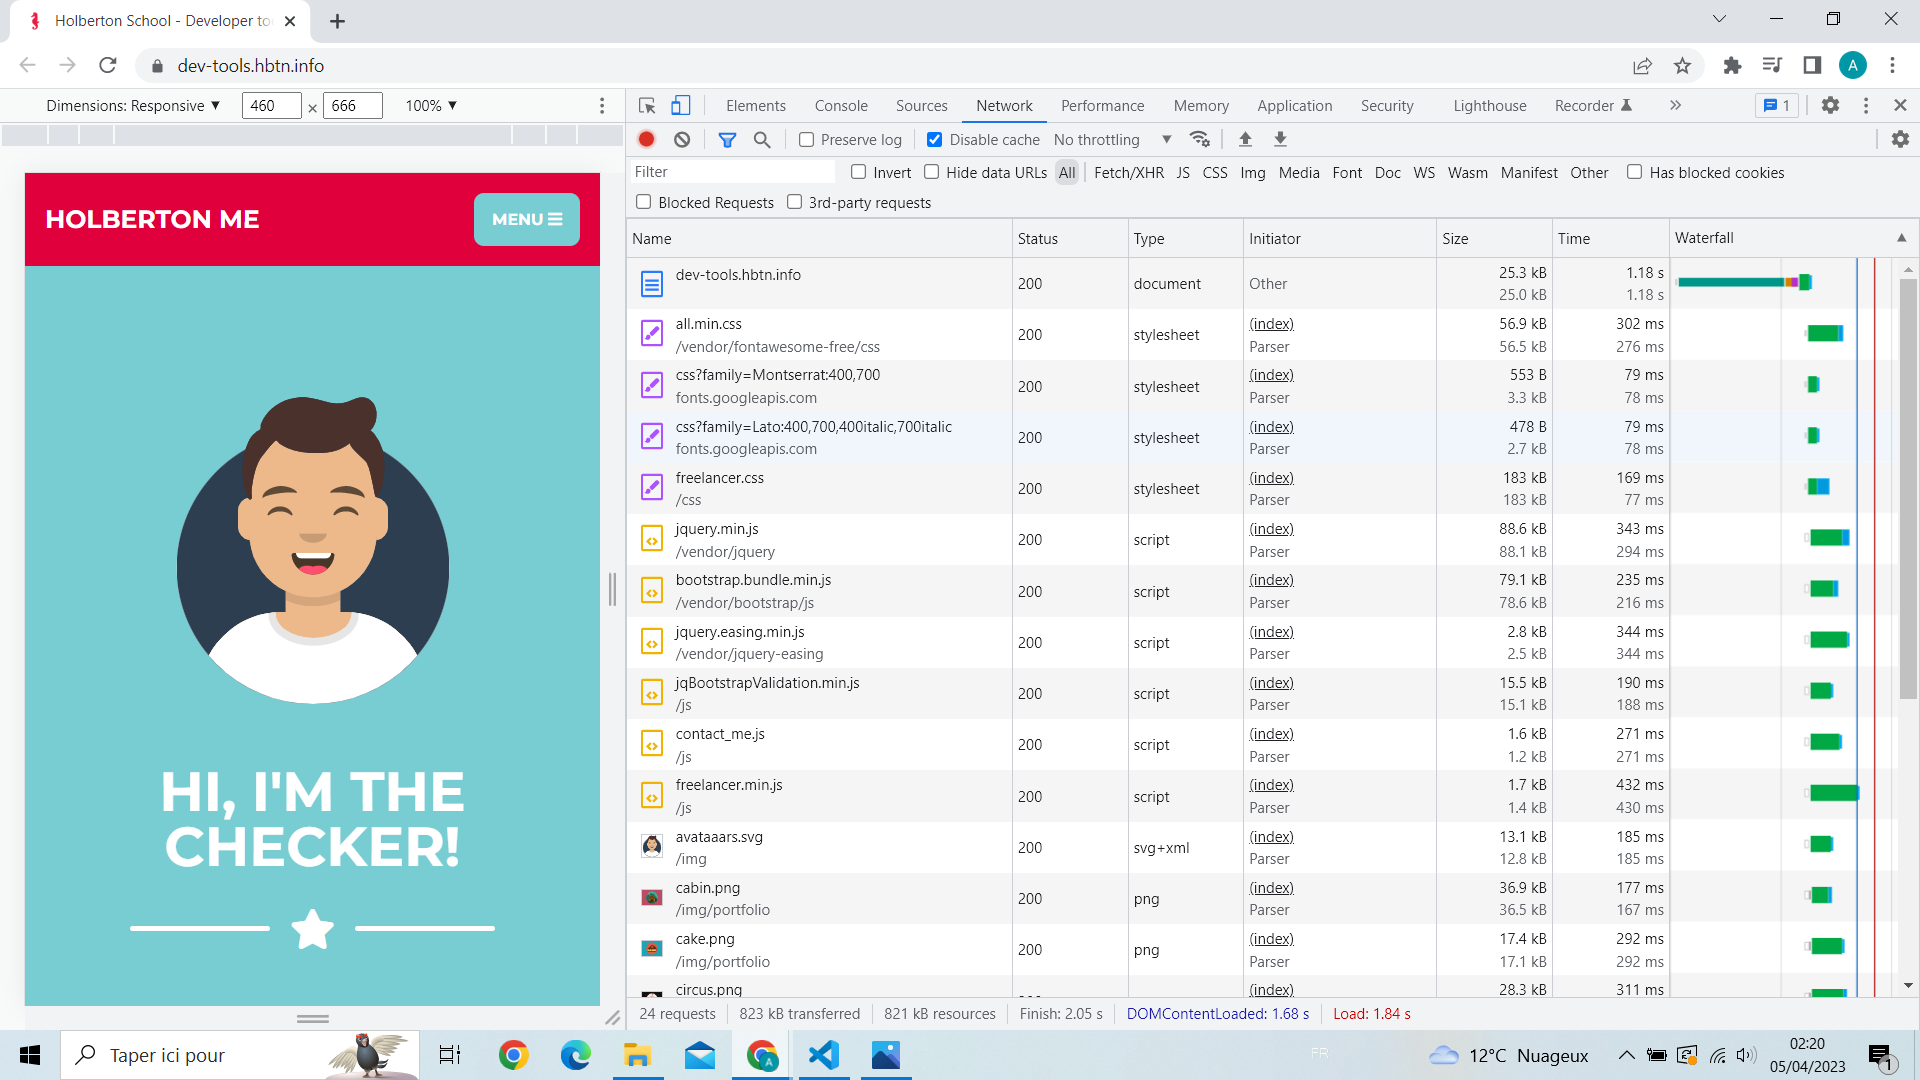 Holberton School - Developer to
dev-tools.hbtn.info
A
Dimensions: Responsive ▼ 460 × 666 100% ▼
Elements Console Sources Network Performance Memory Application Security Lighthouse Recorder » 1
Preserve log Disable cache No throttling ▼
Filter Invert Hide data URLs All Fetch/XHR JS CSS Img Media Font Doc WS Wasm Manifest Other Has blocked cookies
Blocked Requests 3rd-party requests
HOLBERTON ME
MENU
HI, I'M THE
CHECKER!
Name Status Type Initiator Size Time Waterfall
dev-tools.hbtn.info 200 document Other 25.3 kB 1.18 s
25.0 kB 1.18 s
all.min.css 200 stylesheet (index) 56.9 kB 302 ms
/vendor/fontawesome-free/css Parser 56.5 kB 276 ms
css?family=Montserrat:400,700 200 stylesheet (index) 553 B 79 ms
fonts.googleapis.com Parser 3.3 kB 78 ms
css?family=Lato:400,700,400italic,700italic 200 stylesheet (index) 478 B 79 ms
fonts.googleapis.com Parser 2.7 kB 78 ms
freelancer.css 200 stylesheet (index) 183 kB 169 ms
/css Parser 183 kB 77 ms
jquery.min.js 200 script (index) 88.6 kB 343 ms
/vendor/jquery Parser 88.1 kB 294 ms
bootstrap.bundle.min.js 200 script (index) 79.1 kB 235 ms
/vendor/bootstrap/js Parser 78.6 kB 216 ms
jquery.easing.min.js 200 script (index) 2.8 kB 344 ms
/vendor/jquery-easing Parser 2.5 kB 344 ms
jqBootstrapValidation.min.js 200 script (index) 15.5 kB 190 ms
/js Parser 15.1 kB 188 ms
contact_me.js 200 script (index) 1.6 kB 271 ms
/js Parser 1.2 kB 271 ms
freelancer.min.js 200 script (index) 1.7 kB 432 ms
/js Parser 1.4 kB 430 ms
avataaars.svg 200 svg+xml (index) 13.1 kB 185 ms
/img Parser 12.8 kB 185 ms
cabin.png 200 png (index) 36.9 kB 177 ms
/img/portfolio Parser 36.5 kB 167 ms
cake.png 200 png (index) 17.4 kB 292 ms
/img/portfolio Parser 17.1 kB 292 ms
circus.png (index) 28.3 kB 311 ms
24 requests 823 kB transferred 821 kB resources Finish: 2.05 s DOMContentLoaded: 1.68 s Load: 1.84 s
Taper ici pour
A
FR
12°C Nuageux
02:20
05/04/2023
1